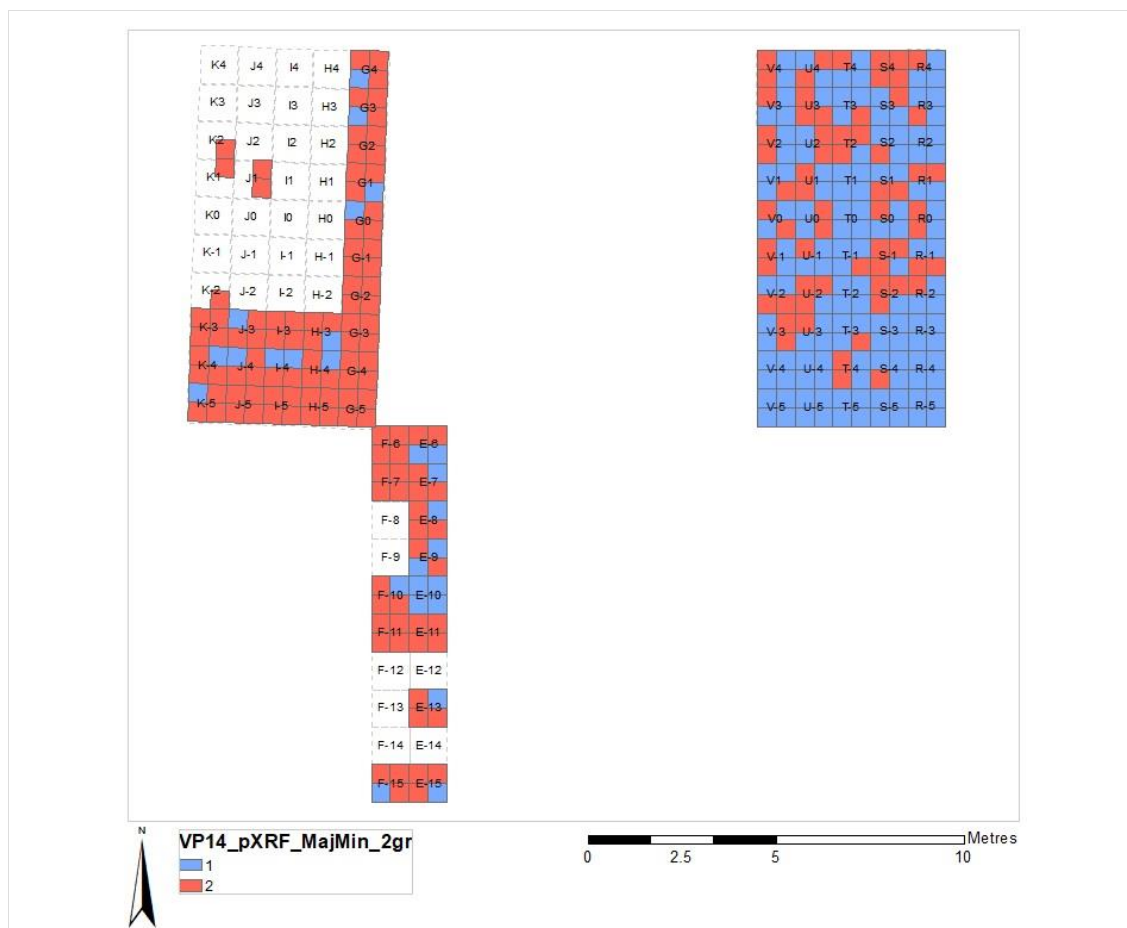 K4 J4 I4 H4 G4 V4 U4 T4 S4 R4
K3 J3 I3 H3 G3 V3 U3 T3 S3 R3
K2 J2 I2 H2 G2 V2 U2 T2 S2 R2
K1 J1 I1 H1 G1 V1 U1 T1 S1 R1
K0 J0 I0 H0 G0 V0 U0 T0 S0 R0
K-1 J-1 I-1 H-1 G-1 V-1 U-1 T-1 S-1 R-1
K-2 J-2 I-2 H-2 G-2 V-2 U-2 T-2 S-2 R-2
K-3 J-3 I-3 H-3 G-3 V-3 U-3 T-3 S-3 R-3
K-4 J-4 I-4 H-4 G-4 V-4 U-4 T-4 S-4 R-4
K-5 J-5 I-5 H-5 G-5 V-5 U-5 T-5 S-5 R-5
F-6 E-6
F-7 E-7
F-8 E-8
F-9 E-9
F-10 E-10
F-11 E-11
F-12 E-12
F-13 E-13
F-14 E-14
F-15 E-15
N
VP14_pXRF_MajMin_2gr
1
2
Metres
0 2.5 5 10